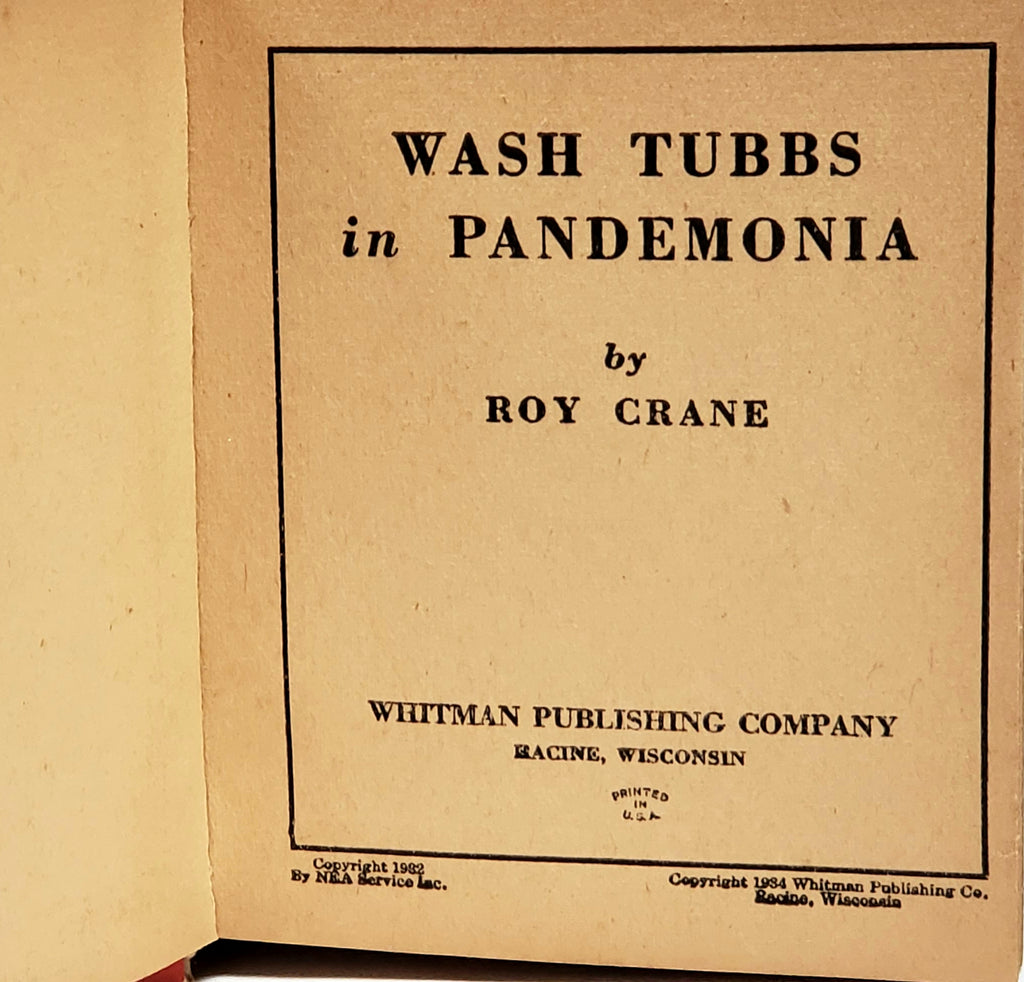 WASH TUBBS
in PANDEMONIA
by
ROY CRANE
WHITMAN PUBLISHING COMPANY
RACINE, WISCONSIN
PRINTED
IN
U.S.A
Copyright 1932
By NEA Service Inc.
Copyright 1934 Whitman Publishing Co.
Racine, Wisconsin